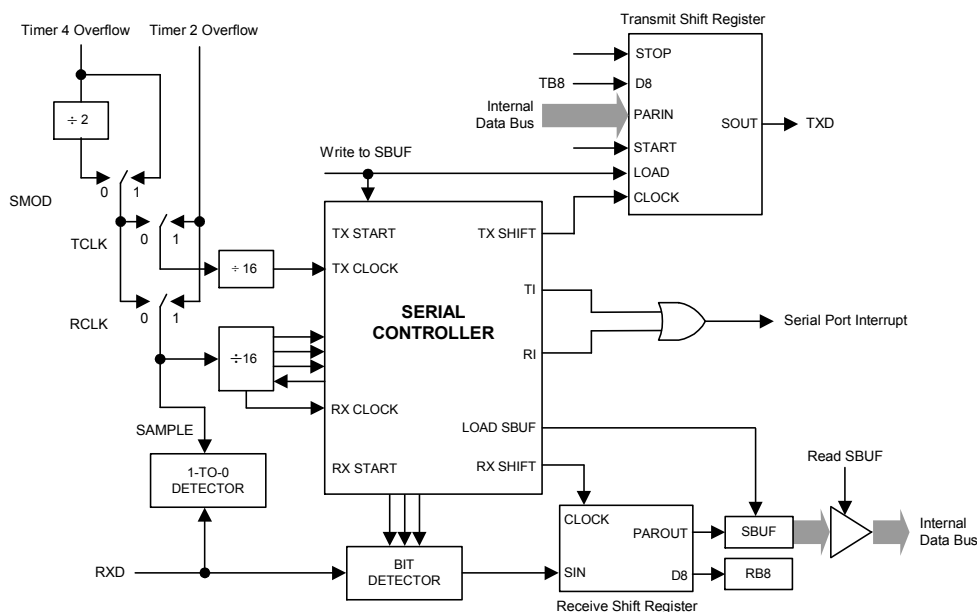 Timer 4 Overflow
Timer 2 Overflow
÷ 2
SMOD
0
1
TCLK
0
1
÷ 16
RCLK
0
1
÷16
SAMPLE
1-TO-0
DETECTOR
RXD
Write to SBUF
TX START
TX SHIFT
TX CLOCK
TI
SERIAL
CONTROLLER
RI
RX CLOCK
LOAD SBUF
RX START
RX SHIFT
BIT
DETECTOR
Transmit Shift Register
STOP
TB8
D8
Internal
Data Bus
PARIN
SOUT
TXD
START
LOAD
CLOCK
Serial Port Interrupt
Read SBUF
CLOCK
PAROUT
SBUF
Internal
Data Bus
SIN
D8
RB8
Receive Shift Register